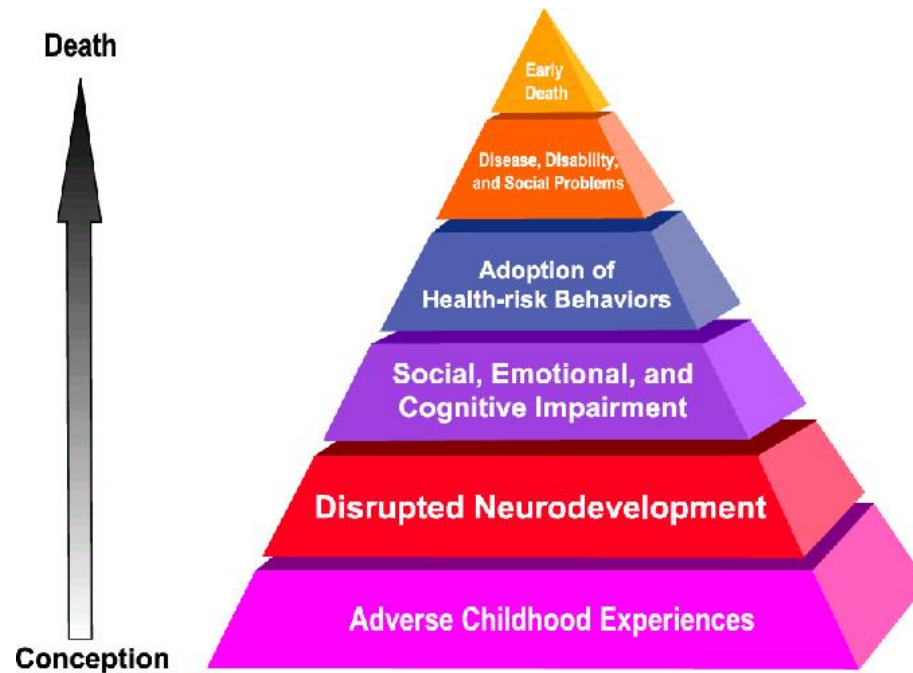 Death
Early
Death
Disease, Disability,
and Social Problems
Adoption of
Health-risk Behaviors
Social, Emotional, and
Cognitive Impairment
Disrupted Neurodevelopment
Adverse Childhood Experiences
Conception